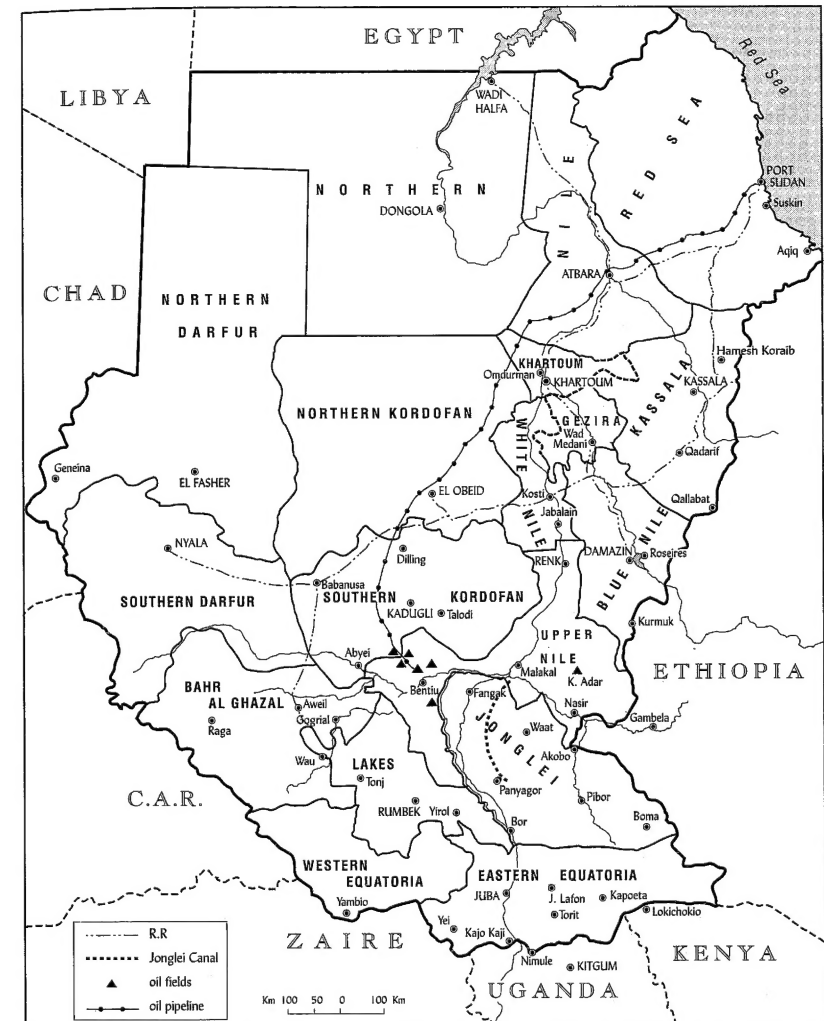 EGYPT
LIBYA
Red Sea
WADI
HALFA
RED SEA
PORT
SUDAN
Suskin
NORTHERN
NILE
DONGOLA
Aqiq
ATBARA
CHAD
NORTHERN
DARFUR
KHARTOUM
Hamesh Koraib
Omdurman
KHARTOUM
KASSALA
KASSALA
NORTHERN KORDOFAN
GEZIRA
WHITE
NILE
Wad
Medani
Qadarif
Geneina
EL FASHER
EL OBEID
Kosti
Qallabat
Jabalain
NYALA
Dilling
RENK
DAMAZIN
Roseires
BLUE NILE
Babanusa
SOUTHERN KORDOFAN
SOUTHERN DARFUR
KADUGLI
Talodi
Kurmuk
UPPER
NILE
Abyei
Malakal
K. Adar
ETHIOPIA
BAHR
AL GHAZAL
Bentiu
Fangak
Aweil
Nasir
Gogrial
Raga
JONGLEI
Waat
Gambela
Wau
LAKES
Akobo
Tonj
Panyagor
C.A.R.
RUMBEK
Yirol
Pibor
Boma
Bor
WESTERN
EQUATORIA
EASTERN EQUATORIA
JUBA
J. Lafon
Kapoeta
Yambio
Torit
Lokichokio
Yei
Kajo Kaji
ZAIRE
Nimule
KENYA
KITGUM
UGANDA
R.R
Jonglei Canal
oil fields
oil pipeline
Km 100 50 0 100 Km